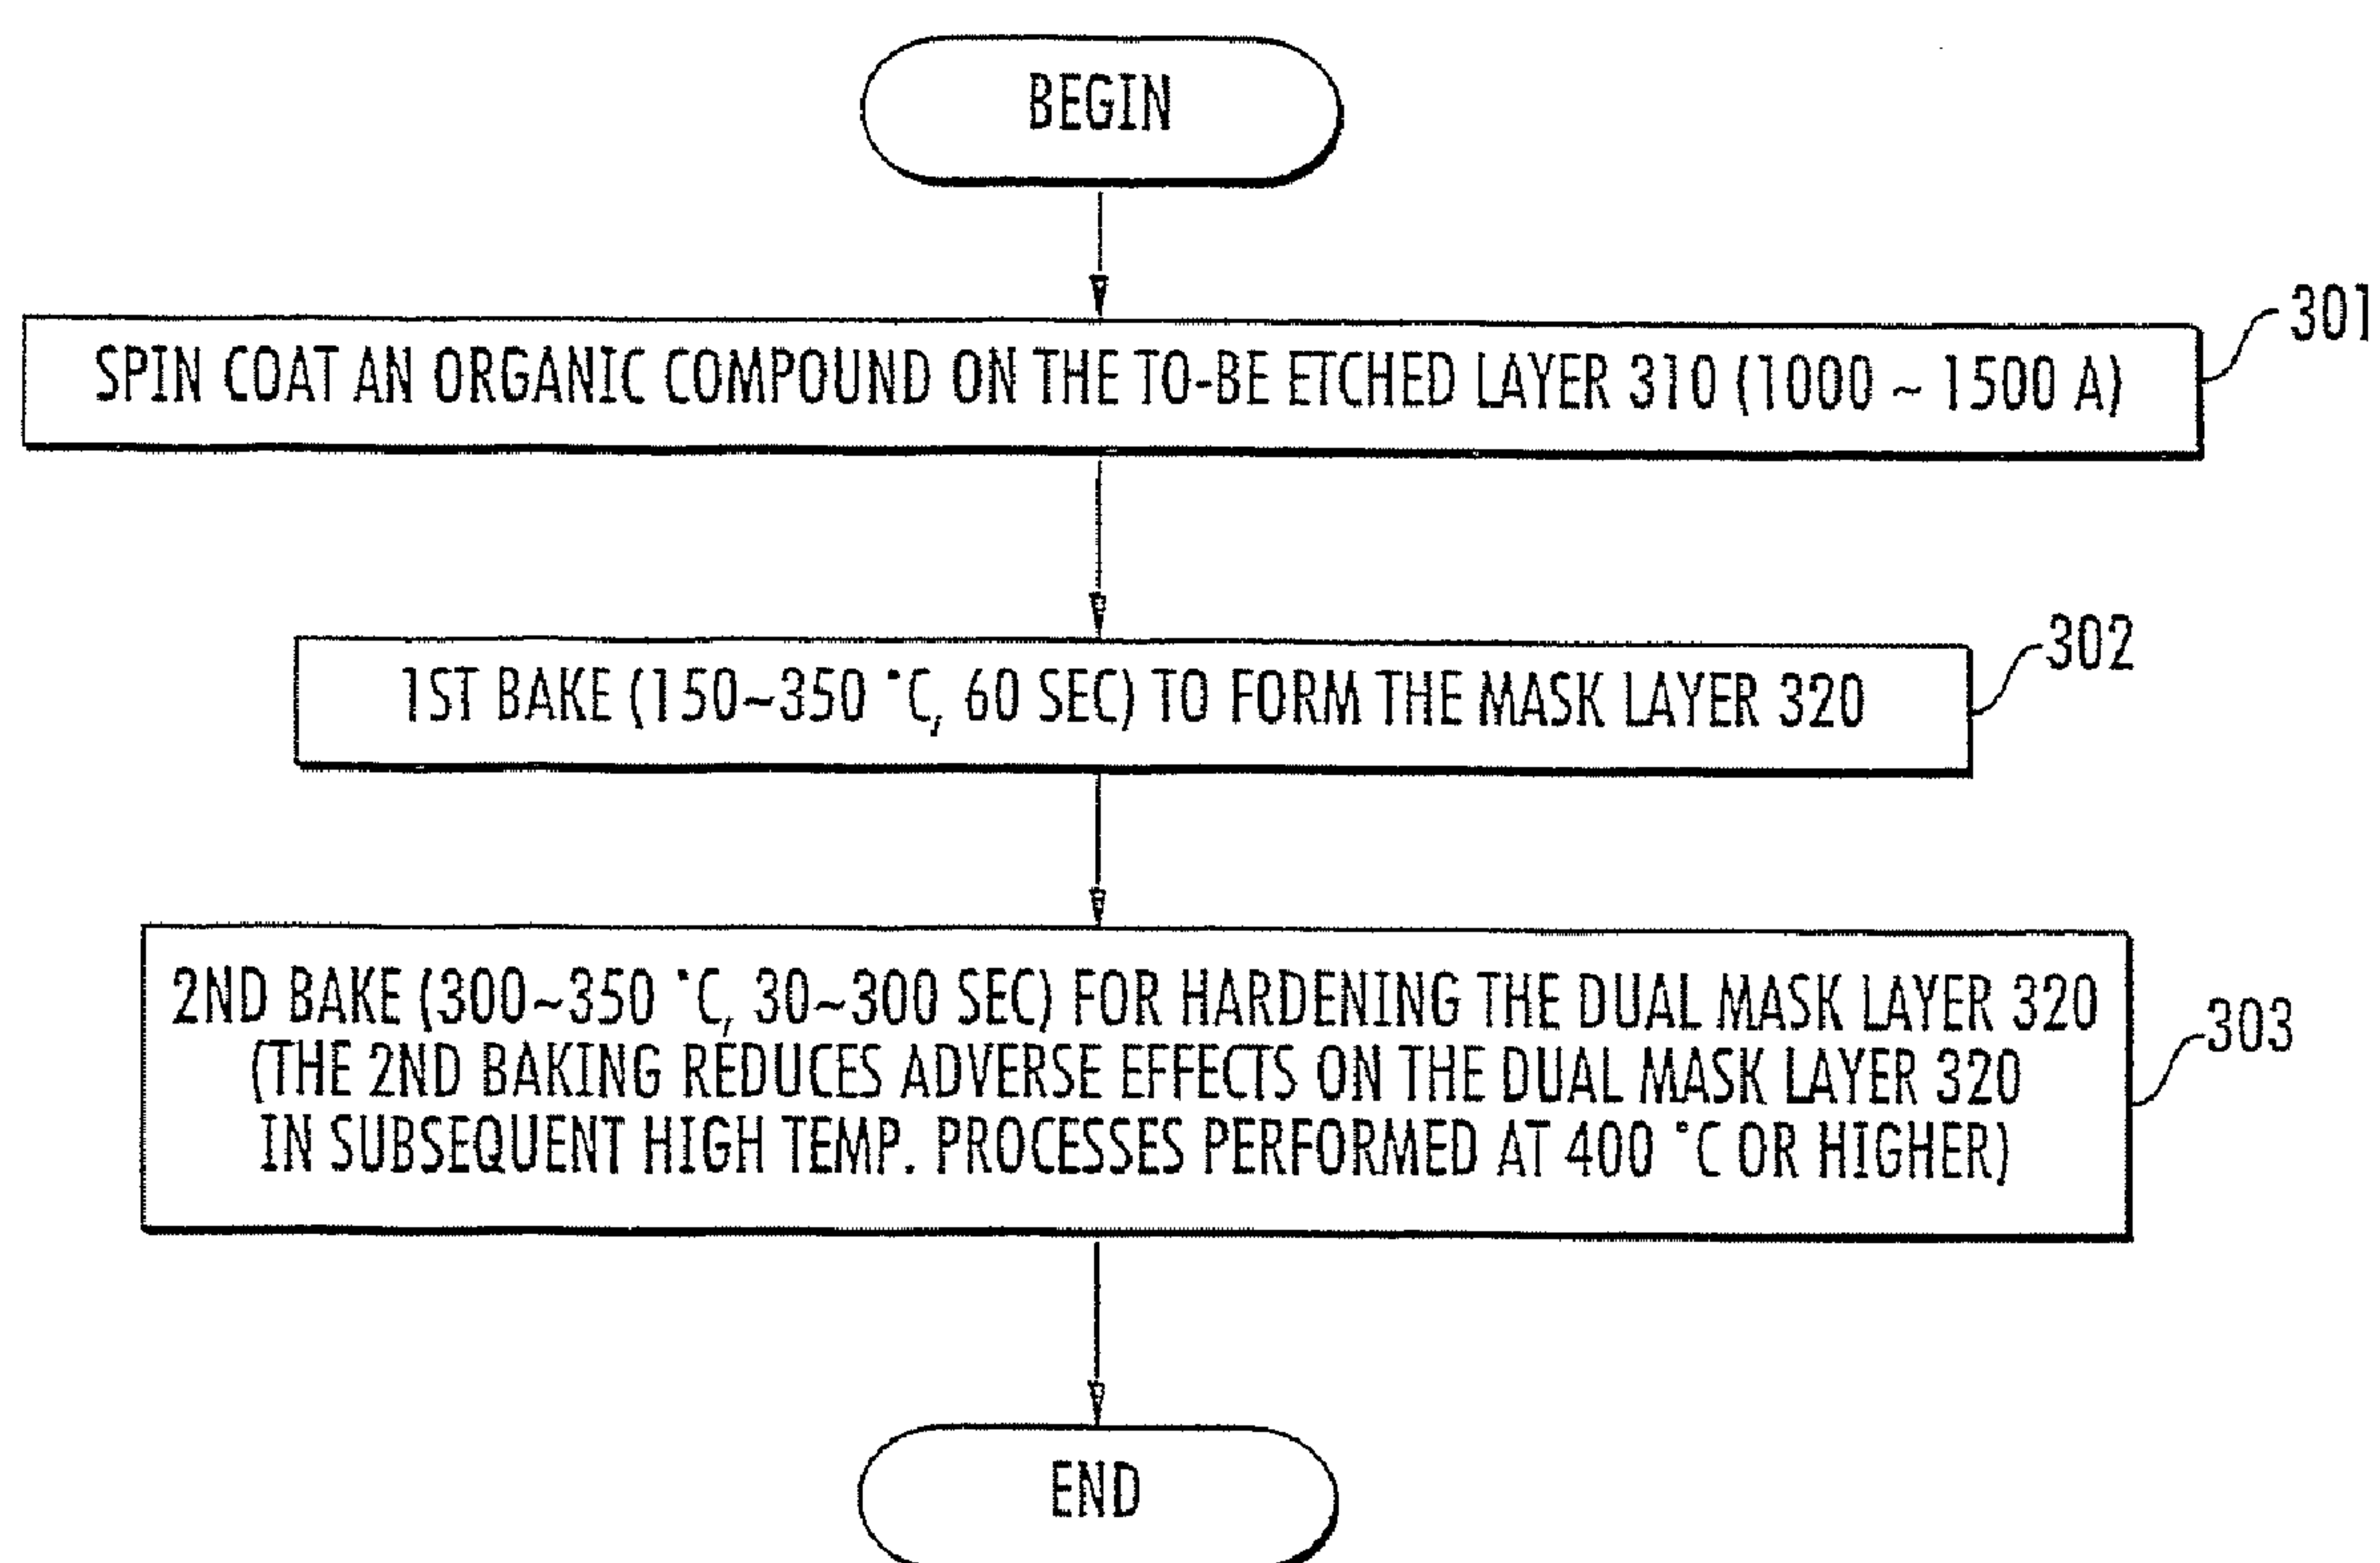 BEGIN
SPIN COAT AN ORGANIC COMPOUND ON THE TO-BE ETCHED LAYER 310 (1000 ~ 1500 A)
301
1ST BAKE (150~350 °C, 60 SEC) TO FORM THE MASK LAYER 320
302
2ND BAKE (300~350 °C, 30~300 SEC) FOR HARDENING THE DUAL MASK LAYER 320
(THE 2ND BAKING REDUCES ADVERSE EFFECTS ON THE DUAL MASK LAYER 320
IN SUBSEQUENT HIGH TEMP. PROCESSES PERFORMED AT 400 °C OR HIGHER)
303
END